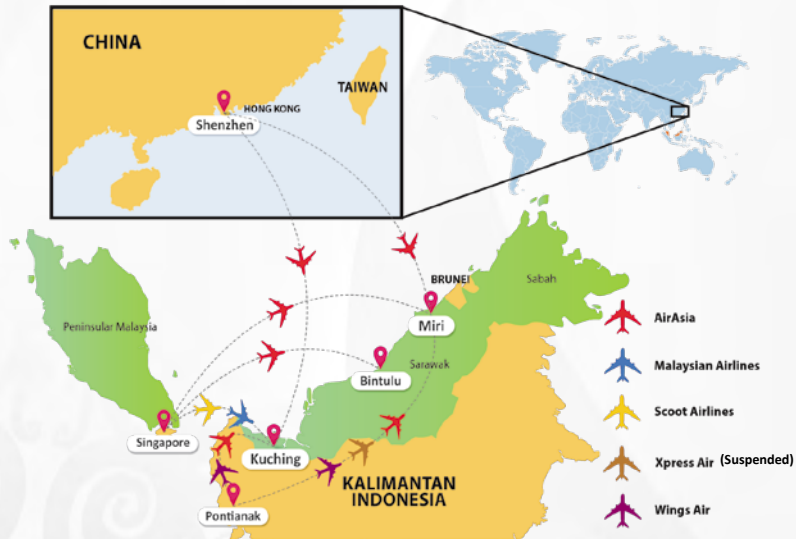 CHINA
TAIWAN
HONG KONG
Shenzhen
BRUNEI
Sabah
Peninsular Malaysia
Miri
Sarawak
Bintulu
Singapore
Kuching
KALIMANTAN
INDONESIA
Pontianak
AirAsia
Malaysian Airlines
Scoot Airlines
Xpress Air (Suspended)
Wings Air